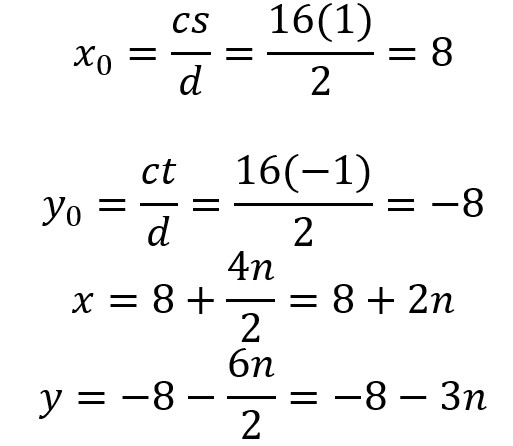 x₀ = cs/d = 16(1)/2 = 8
y₀ = ct/d = 16(−1)/2 = −8
x = 8 + 4n/2 = 8 + 2n
y = −8 − 6n/2 = −8 − 3n